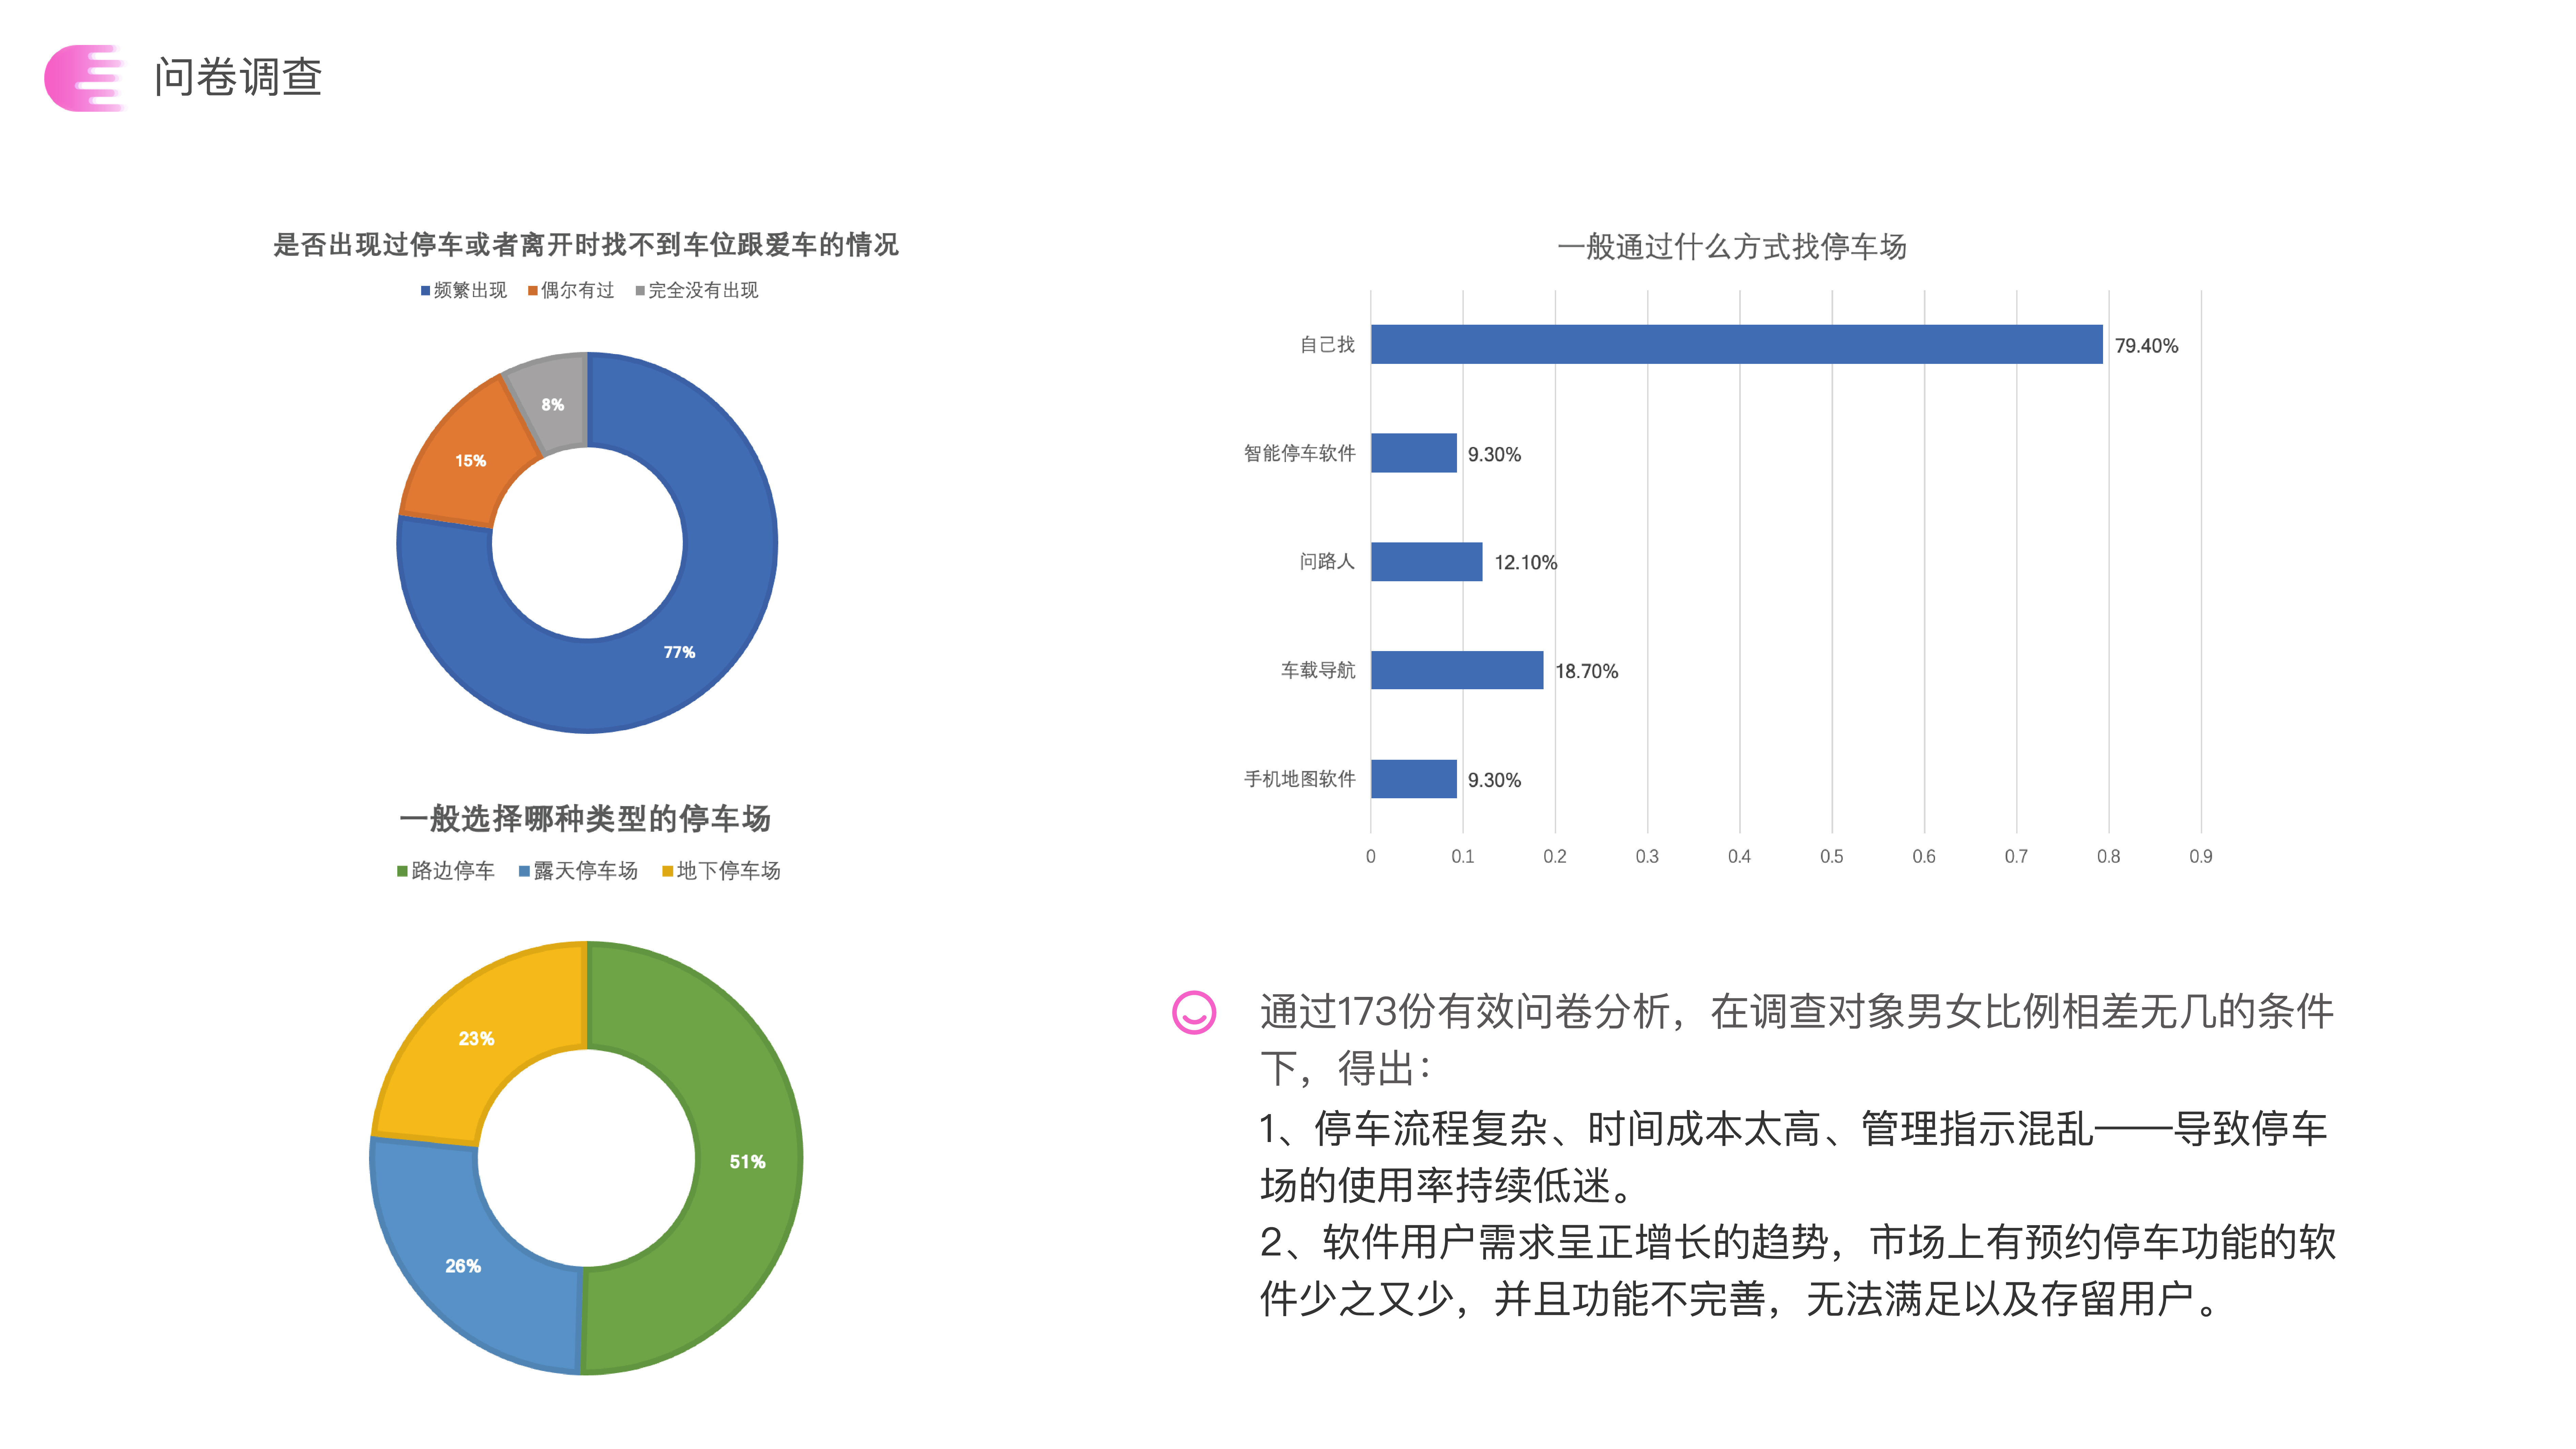 问卷调查
是否出现过停车或者离开时找不到车位跟爱车的情况
频繁出现 偶尔有过 完全没有出现
8%
15%
77%
一般选择哪种类型的停车场
路边停车 露天停车场 地下停车场
23%
51%
26%
一般通过什么方式找停车场
自己找 79.40%
智能停车软件 9.30%
问路人 12.10%
车载导航 18.70%
手机地图软件 9.30%
0 0.1 0.2 0.3 0.4 0.5 0.6 0.7 0.8 0.9
通过173份有效问卷分析，在调查对象男女比例相差无几的条件
下，得出：
1、停车流程复杂、时间成本太高、管理指示混乱——导致停车
场的使用率持续低迷。
2、软件用户需求呈正增长的趋势，市场上有预约停车功能的软
件少之又少，并且功能不完善，无法满足以及存留用户。